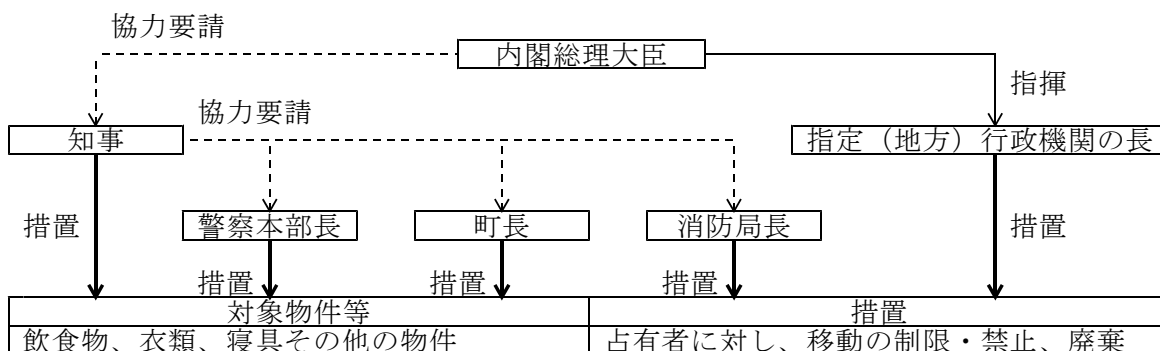 協力要請
内閣総理大臣
指揮
協力要請
知事
指定（地方）行政機関の長
措置
警察本部長
町長
消防局長
措置
措置
措置
措置
対象物件等
措置
飲食物、衣類、寝具その他の物件
占有者に対し、移動の制限・禁止、廃棄